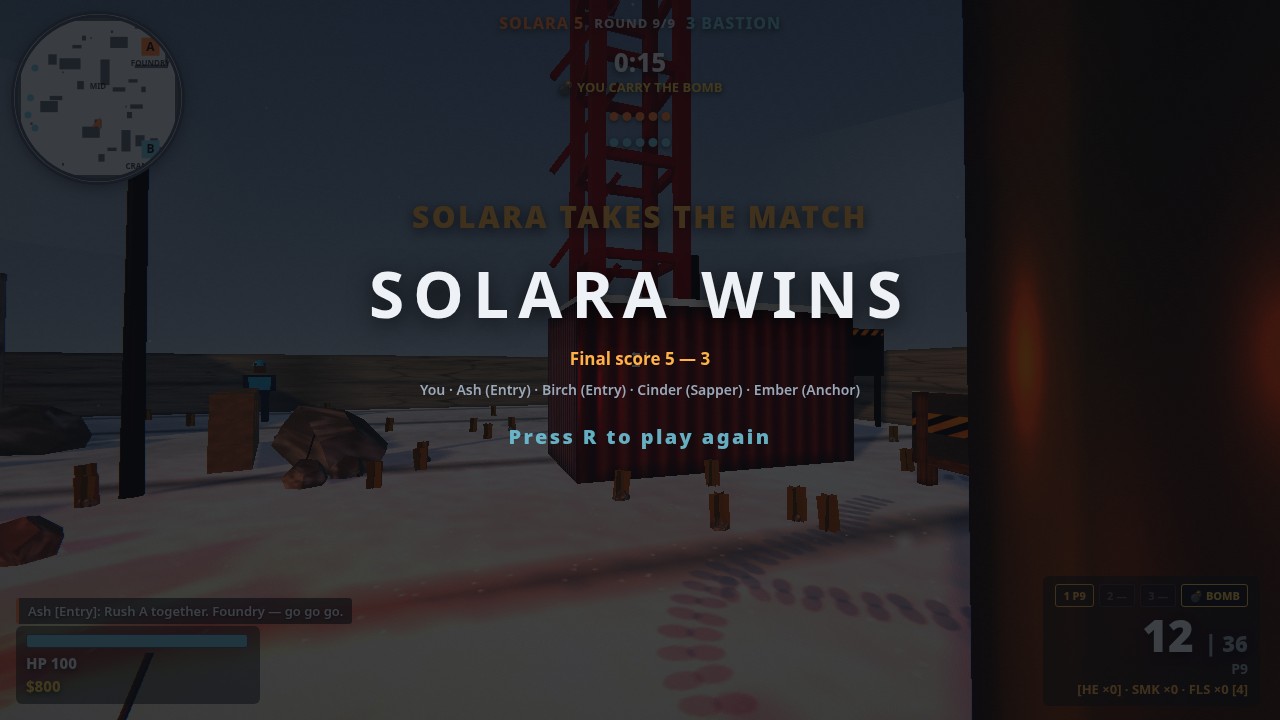 SOLARA 5 ROUND 9/9 3 BASTION
0:15
YOU CARRY THE BOMB
A
FOUNDRY
MID
B
SOLARA TAKES THE MATCH
SOLARA WINS
Final score 5 — 3
You · Ash (Entry) · Birch (Entry) · Cinder (Sapper) · Ember (Anchor)
Press R to play again
Ash [Entry]: Rush A together. Foundry — go go go.
HP 100
$800
1 P9 2 — 3 — BOMB
12 | 36
P9
[HE ×0] · SMK ×0 · FLS ×0 [4]